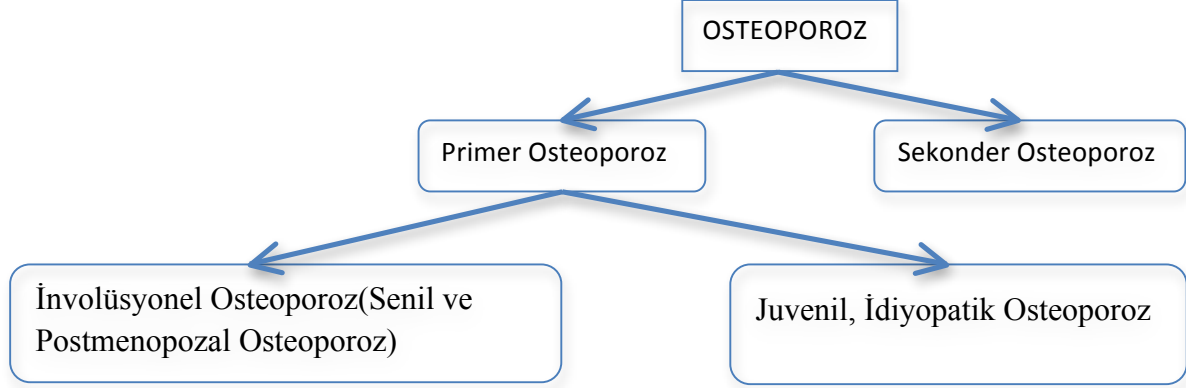 OSTEOPOROZ
Primer Osteoporoz
Sekonder Osteoporoz
İnvolüsyonel Osteoporoz(Senil ve
Postmenopozal Osteoporoz)
Juvenil, İdiyopatik Osteoporoz